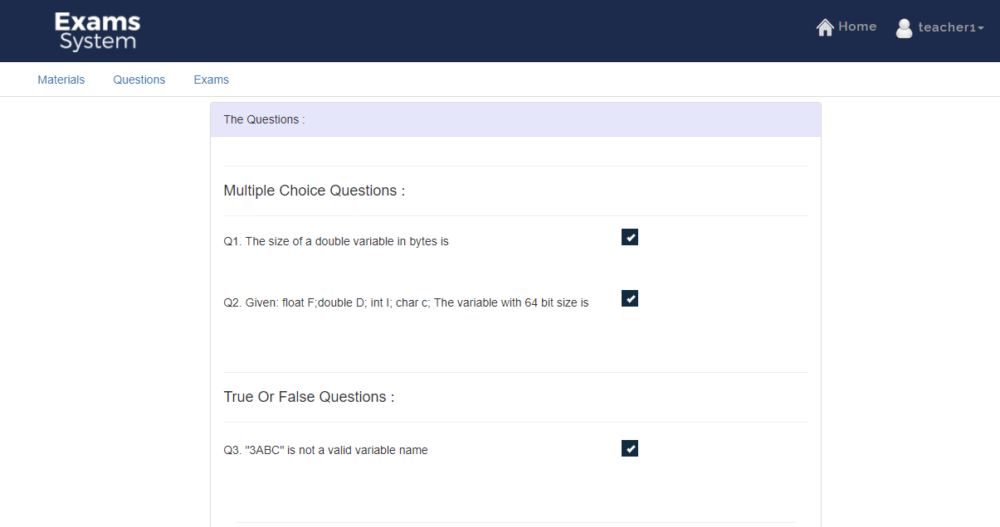 Exams
System
Home
teacher1
Materials
Questions
Exams
The Questions :
Multiple Choice Questions :
Q1. The size of a double variable in bytes is
Q2. Given: float F;double D; int I; char c; The variable with 64 bit size is
True Or False Questions :
Q3. "3ABC" is not a valid variable name